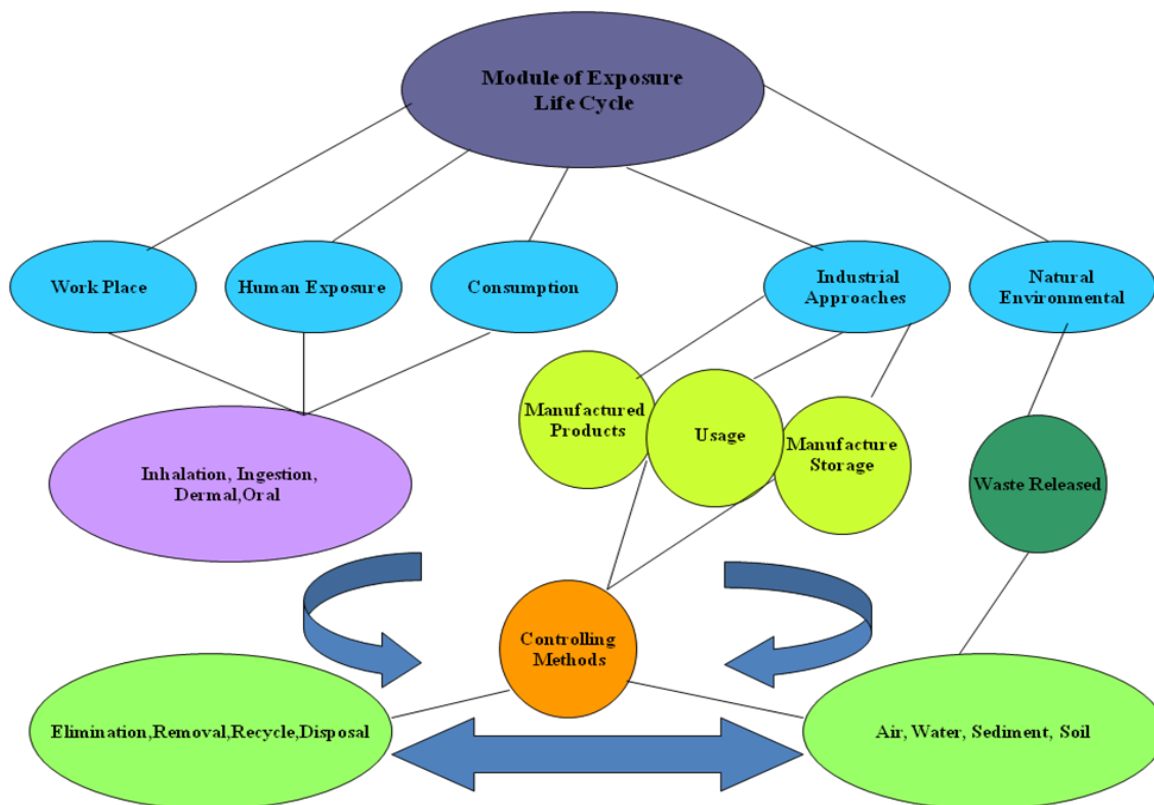 Module of Exposure
Life Cycle
Work Place
Human Exposure
Consumption
Industrial
Approaches
Natural
Environmental
Manufactured
Products
Usage
Manufacture
Storage
Waste Released
Inhalation, Ingestion,
Dermal,Oral
Controlling
Methods
Elimination,Removal,Recycle,Disposal
Air, Water, Sediment, Soil